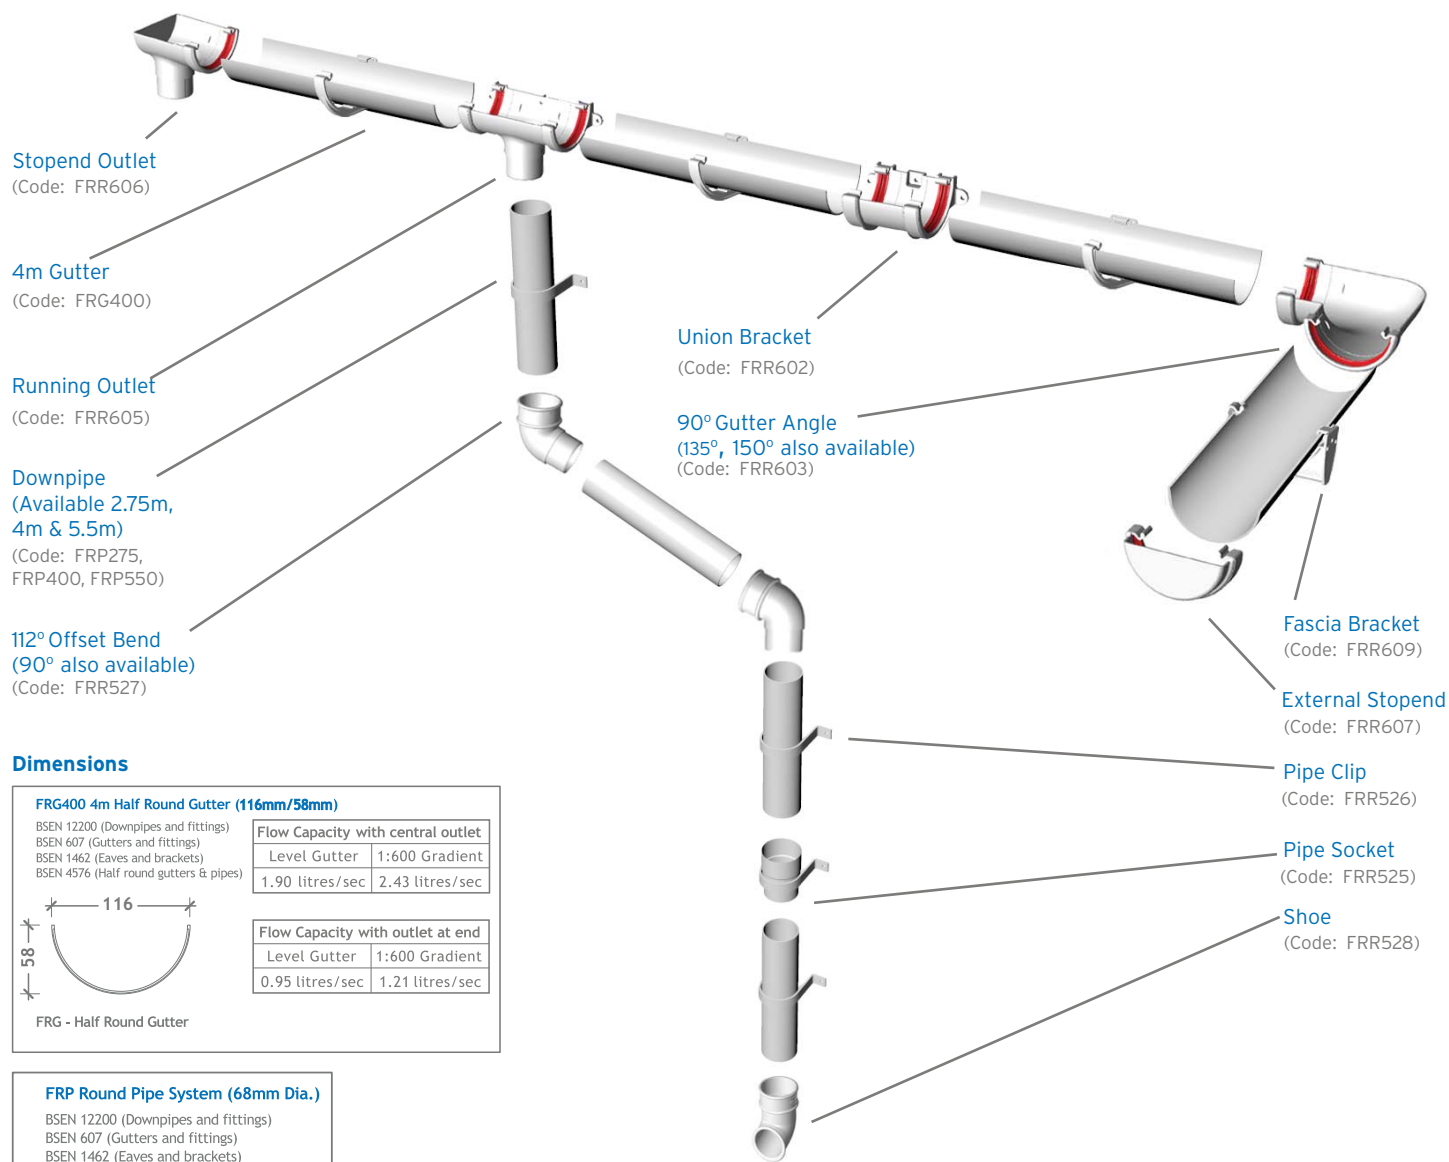 Stopend Outlet
(Code: FRR606)
4m Gutter
(Code: FRG400)
Running Outlet
(Code: FRR605)
Downpipe
(Available 2.75m,
4m & 5.5m)
(Code: FRP275,
FRP400, FRP550)
112º Offset Bend
(90º also available)
(Code: FRR527)
Union Bracket
(Code: FRR602)
90º Gutter Angle
(135º, 150º also available)
(Code: FRR603)
Fascia Bracket
(Code: FRR609)
External Stopend
(Code: FRR607)
Pipe Clip
(Code: FRR526)
Pipe Socket
(Code: FRR525)
Shoe
(Code: FRR528)
Dimensions
FRG400 4m Half Round Gutter (116mm/58mm)
BSEN 12200 (Downpipes and fittings)
BSEN 607 (Gutters and fittings)
BSEN 1462 (Eaves and brackets)
BSEN 4576 (Half round gutters & pipes)
Flow Capacity with central outlet
Level Gutter 1:600 Gradient
1.90 litres/sec 2.43 litres/sec
Flow Capacity with outlet at end
Level Gutter 1:600 Gradient
0.95 litres/sec 1.21 litres/sec
116
58
FRG - Half Round Gutter
FRP Round Pipe System (68mm Dia.)
BSEN 12200 (Downpipes and fittings)
BSEN 607 (Gutters and fittings)
BSEN 1462 (Eaves and brackets)